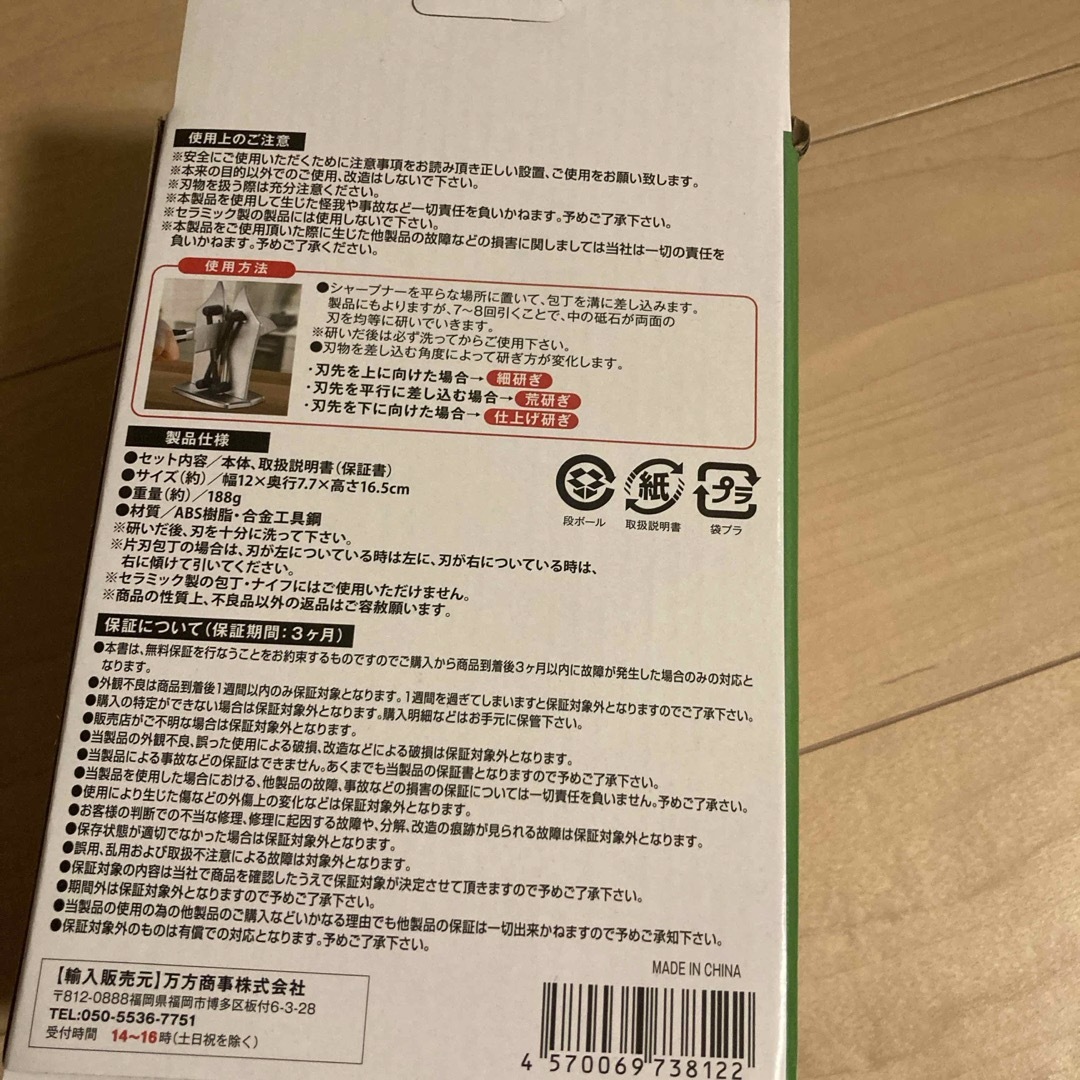 使用上のご注意
※安全にご使用いただくために注意事項をお読み頂き正しい設置、ご使用をお願い致します。
※本来の目的以外でのご使用、改造はしないで下さい。
※刃物を扱う際は充分注意ください。
※本製品を使用して生じた怪我や事故など一切責任を負いかねます。予めご了承下さい。
※セラミック製の製品には使用しないで下さい。
※本製品をご使用頂いた際に生じた他製品の故障などの損害に関しましては当社は一切の責任を
負いかねます。予めご了承ください。
使用方法
●シャープナーを平らな場所に置いて、包丁を溝に差し込みます。
製品にもよりますが、7～8回引くことで、中の砥石が両面の
刃を均等に研いでいきます。
※研いだ後は必ず洗ってからご使用下さい。
●刃物を差し込む角度によって研ぎ方が変化します。
・刃先を上に向けた場合→細研ぎ
・刃先を平行に差し込む場合→荒研ぎ
・刃先を下に向けた場合→仕上げ研ぎ
製品仕様
●セット内容／本体、取扱説明書(保証書)
●サイズ(約)／幅12×奥行7.7×高さ16.5cm
●重量(約)／188g
●材質／ABS樹脂・合金工具鋼
※研いだ後、刃を十分に洗って下さい。
※片刃包丁の場合は、刃が左についている時は左に、刃が右についている時は、
右に傾けて引いてください。
※セラミック製の包丁・ナイフにはご使用いただけません。
※商品の性質上、不良品以外の返品はご容赦願います。
紙
プラ
段ボール
取扱説明書
袋プラ
保証について(保証期間：3ヶ月)
●本書は、無料保証を行なうことをお約束するものですのでご購入から商品到着後3ヶ月以内に故障が発生した場合のみの対応と
なります。
●外観不良は商品到着後1週間以内のみ保証対象となります。1週間を過ぎてしまいますと保証対象外となりますのでご了承下さい。
●購入の特定ができない場合は保証対象外となります。購入明細などはお手元に保管下さい。
●販売店がご不明な場合は保証対象外となります。
●当製品の外観不良、誤った使用による破損、改造などによる破損は保証対象外となります。
●当製品による事故などの保証はできません。あくまでも当製品の保証書となりますので予めご了承下さい。
●当製品を使用した場合における、他製品の故障、事故などの損害の保証については一切責任を負いません。予めご了承下さい。
●使用により生じた傷などの外傷上の変化などは保証対象外となります。
●お客様の判断での不当な修理、修理に起因する故障や、分解、改造の痕跡が見られる故障は保証対象外となります。
●保存状態が適切でなかった場合は保証対象外となります。
●誤用、乱用および取扱不注意による故障は対象外となります。
●保証対象の内容は当社で商品を確認したうえで保証対象が決定させて頂きますので予めご了承下さい。
●期間外は保証対象外となりますので予めご了承下さい。
●当製品の使用の為の他製品のご購入などいかなる理由でも他製品の保証は一切出来かねますので予めご承知下さい。
●保証対象外のものは有償での対応となります。予めご了承下さい。
【輸入販売元】万方商事株式会社
〒812-0888福岡県福岡市博多区板付6-3-28
TEL:050-5536-7751
受付時間 14～16時(土日祝を除く)
MADE IN CHINA
4 570069 738122